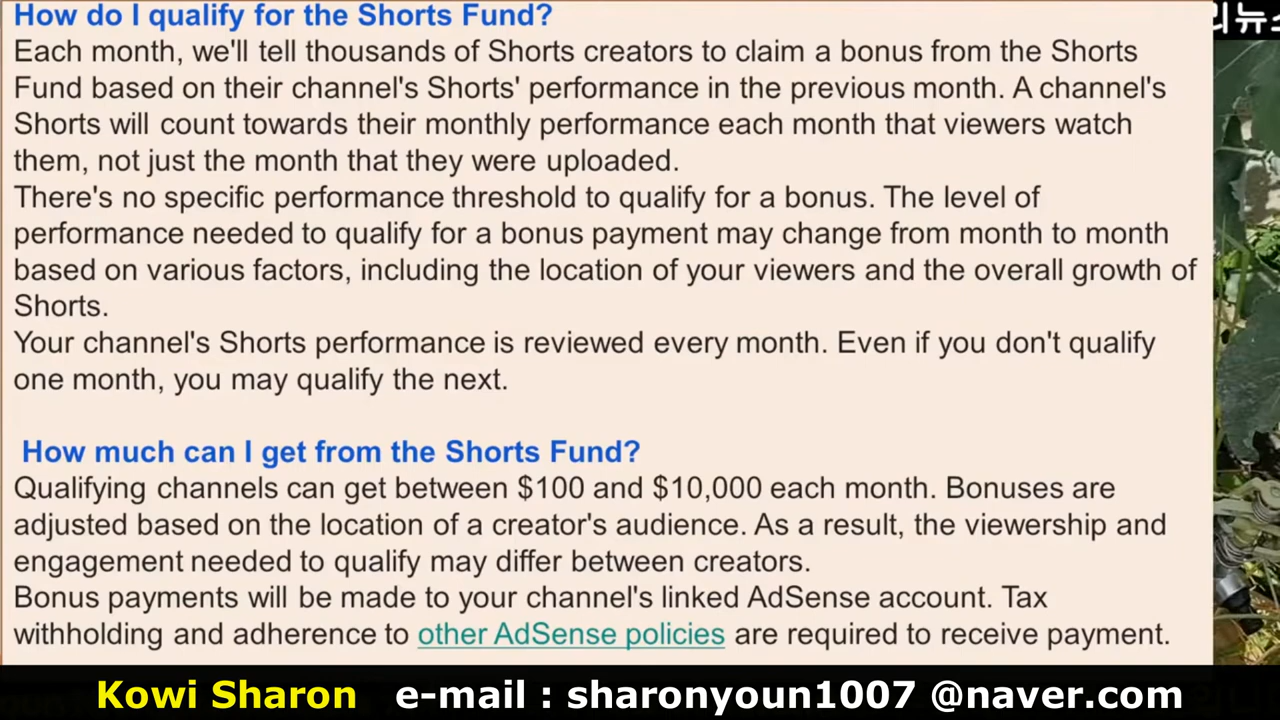 How do I qualify for the Shorts Fund?
Each month, we'll tell thousands of Shorts creators to claim a bonus from the Shorts
Fund based on their channel's Shorts' performance in the previous month. A channel's
Shorts will count towards their monthly performance each month that viewers watch
them, not just the month that they were uploaded.
There's no specific performance threshold to qualify for a bonus. The level of
performance needed to qualify for a bonus payment may change from month to month
based on various factors, including the location of your viewers and the overall growth of
Shorts.
Your channel's Shorts performance is reviewed every month. Even if you don't qualify
one month, you may qualify the next.
How much can I get from the Shorts Fund?
Qualifying channels can get between $100 and $10,000 each month. Bonuses are
adjusted based on the location of a creator's audience. As a result, the viewership and
engagement needed to qualify may differ between creators.
Bonus payments will be made to your channel's linked AdSense account. Tax
withholding and adherence to other AdSense policies are required to receive payment.
Kowi Sharon e-mail : sharonyoun1007 @naver.com